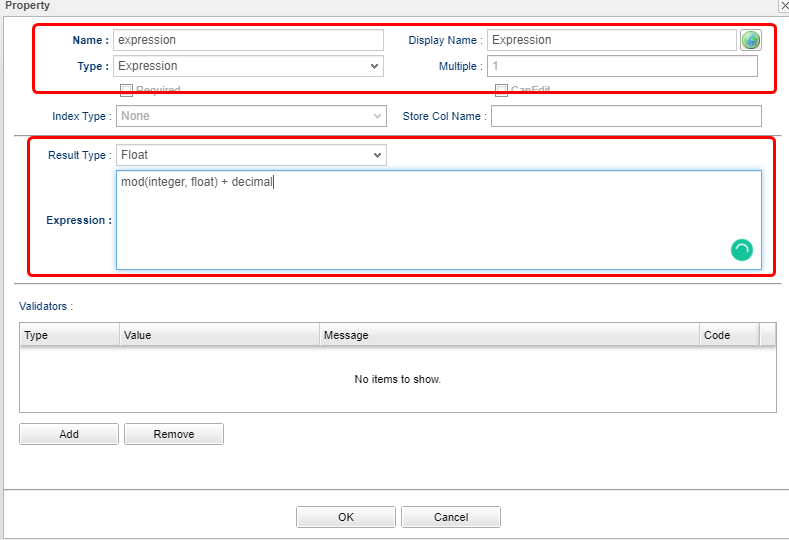 Property
Name : expression Display Name : Expression
Type : Expression Multiple : 1
Required CanEdit
Index Type : None Store Col Name :
Result Type : Float
mod(integer, float) + decimal
Expression :
Validators :
Type Value Message Code
No items to show.
Add Remove
OK Cancel